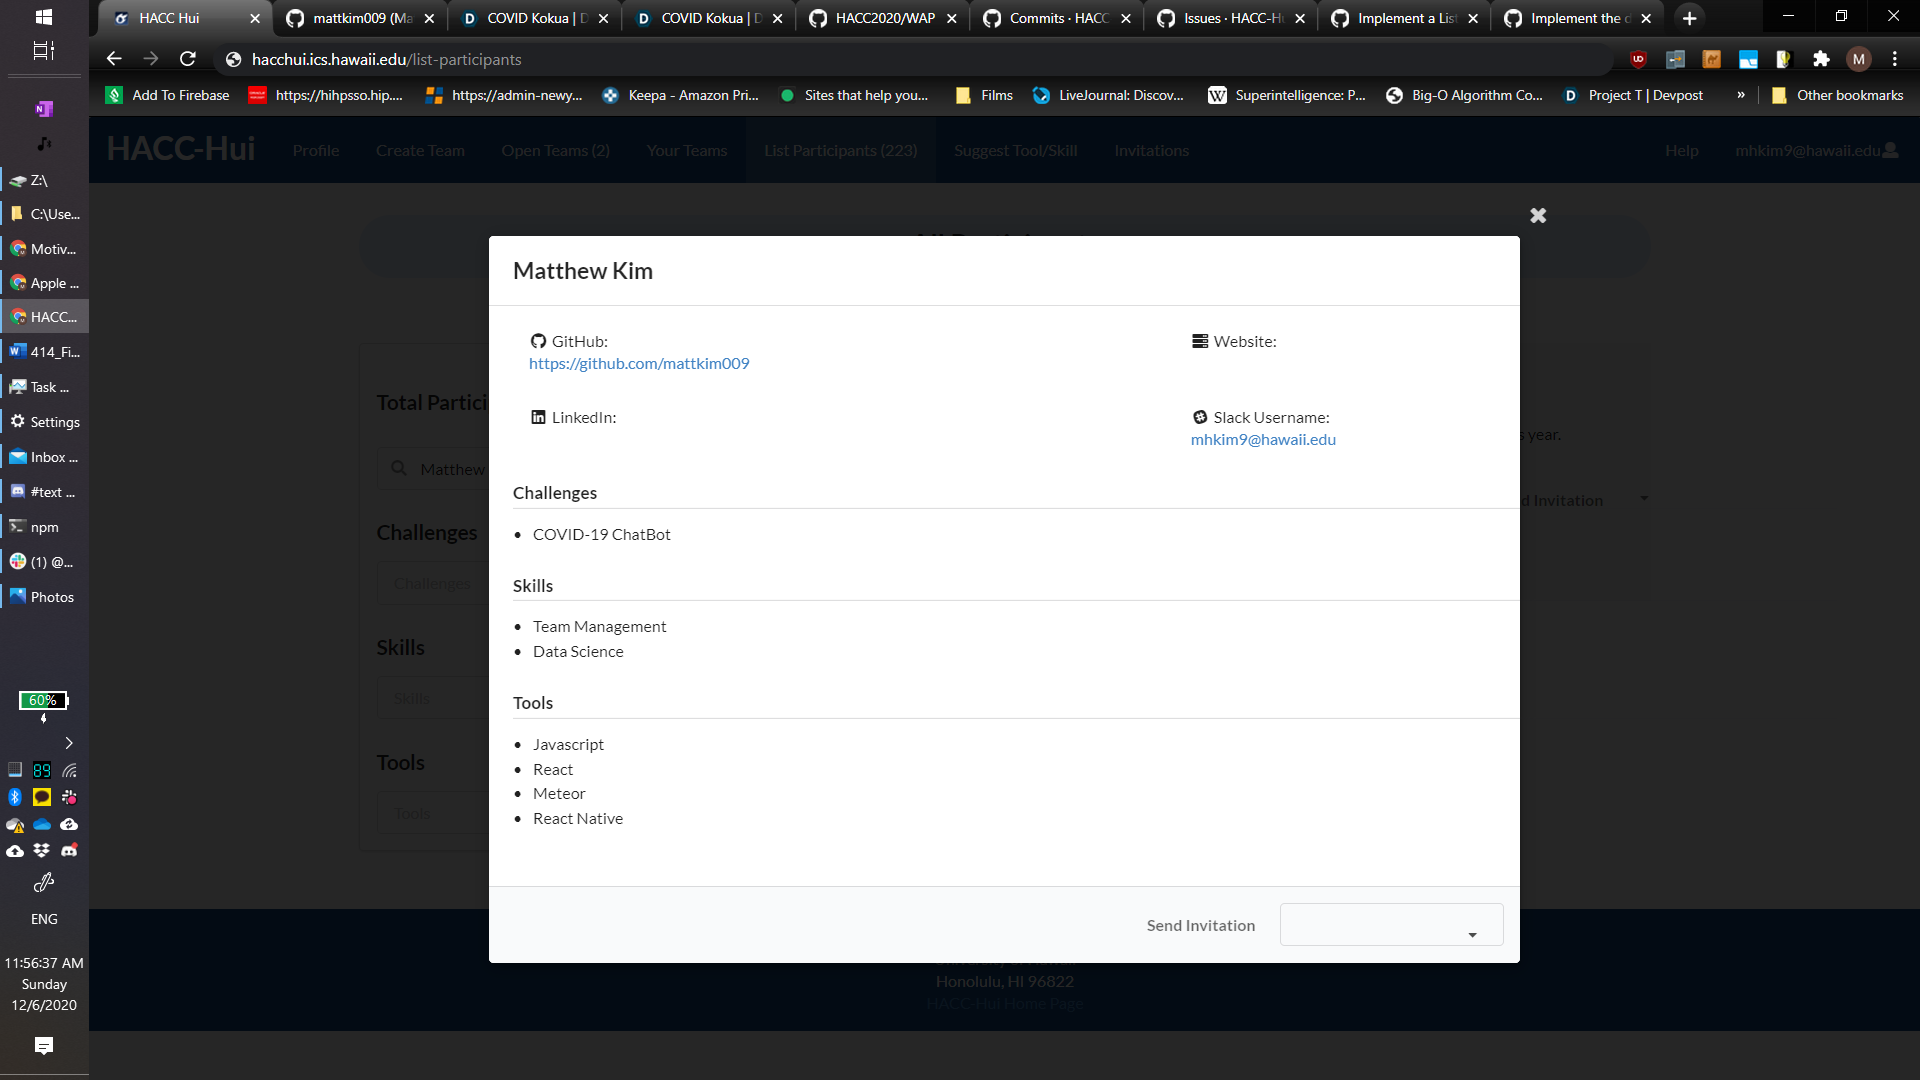 HACC Hui
mattkim009 (Ma
COVID Kokua | D
COVID Kokua | D
HACC2020/WAP
Commits · HACC
Issues · HACC-Hu
Implement a List
Implement the d
hacchui.ics.hawaii.edu/list-participants
M
Add To Firebase
https://hihpsso.hip....
https://admin-newy...
Keepa - Amazon Pri...
Sites that help you...
Films
LiveJournal: Discov...
W Superintelligence: P...
Big-O Algorithm Co...
D Project T | Devpost
»
Other bookmarks
HACC-Hui
Profile
Create Team
Open Teams (2)
Your Teams
List Participants (223)
Suggest Tool/Skill
Invitations
Help
mhkim9@hawaii.edu
Z:\
C:\Use...
Motiv...
Apple ...
HACC...
414_Fi...
Task ...
Settings
Inbox ...
#text ...
npm
(1) @...
Photos
60%
89
ENG
11:56:37 AM
Sunday
12/6/2020
Total Partici
Matthew
Challenges
Challenges
Skills
Skills
Tools
Tools
Matthew Kim
GitHub:
https://github.com/mattkim009
Website:
LinkedIn:
Slack Username:
mhkim9@hawaii.edu
Challenges
• COVID-19 ChatBot
Skills
• Team Management
• Data Science
Tools
• Javascript
• React
• Meteor
• React Native
Send Invitation
s year.
d Invitation
Honolulu, HI 96822
HACC-Hui Home Page